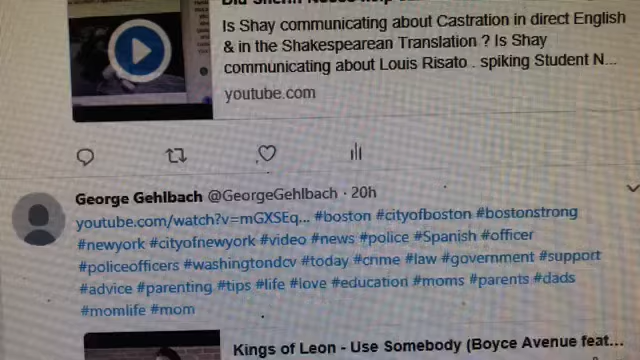 Is Shay communicating about Castration in direct English
& in the Shakespearean Translation ? Is Shay
communicating about Louis Risato . spiking Student N...
youtube.com
George Gehlbach @GeorgeGehlbach · 20h
youtube.com/watch?v=mGXSEq... #boston #cityofboston #bostonstrong
#newyork #cityofnewyork #video #news #police #Spanish #officer
#policeofficers #washingtondcv #today #crime #law #government #support
#advice #parenting #tips #life #love #education #moms #parents #dads
#momlife #mom
Kings of Leon - Use Somebody (Boyce Avenue feat...